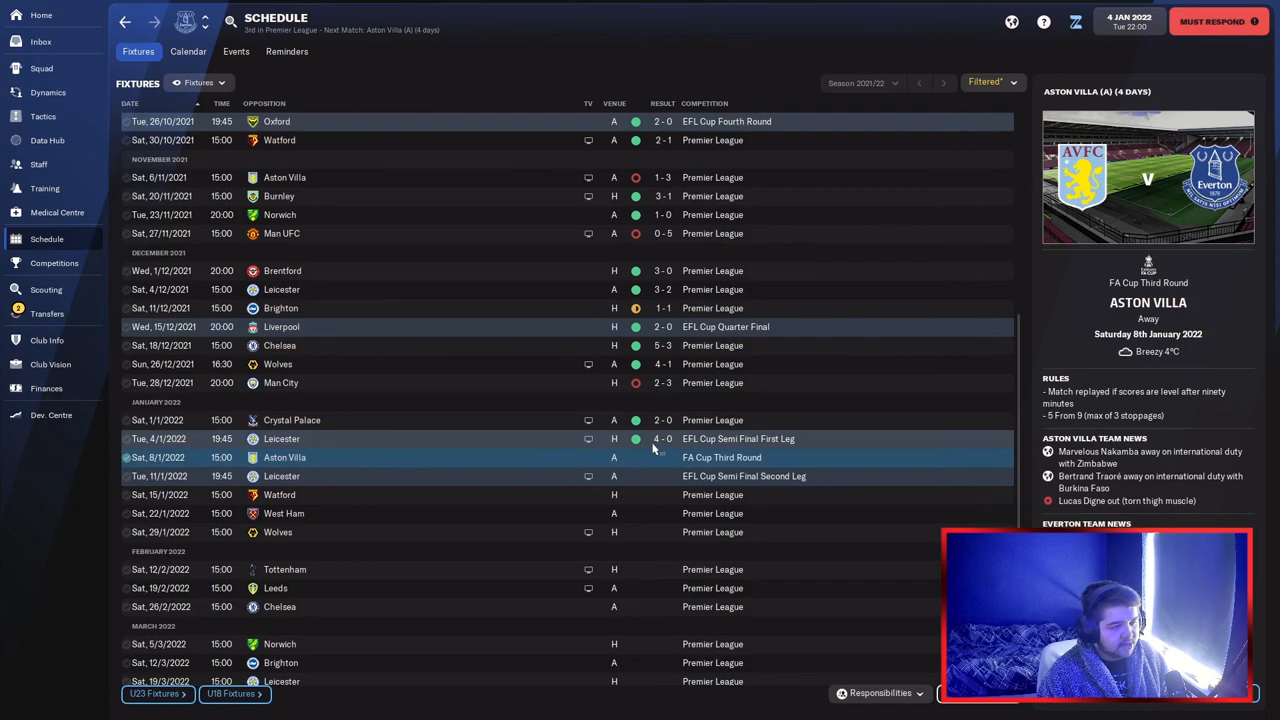 Home
Inbox
Squad
Dynamics
Tactics
Data Hub
Staff
Training
Medical Centre
Schedule
Competitions
Scouting
2
Transfers
Club Info
Club Vision
Finances
Dev. Centre
SCHEDULE
3rd in Premier League - Next Match: Aston Villa (A) (4 days)
4 JAN 2022
Tue 22:00
MUST RESPOND
Fixtures Calendar Events Reminders
FIXTURES Fixtures Season 2021/22 Filtered*
DATE TIME OPPOSITION TV VENUE RESULT COMPETITION
Tue, 26/10/2021 19:45 Oxford A 2 - 0 EFL Cup Fourth Round
Sat, 30/10/2021 15:00 Watford A 2 - 1 Premier League
NOVEMBER 2021
Sat, 6/11/2021 15:00 Aston Villa A 1 - 3 Premier League
Sat, 20/11/2021 15:00 Burnley H 3 - 1 Premier League
Tue, 23/11/2021 20:00 Norwich A 1 - 0 Premier League
Sat, 27/11/2021 15:00 Man UFC A 0 - 5 Premier League
DECEMBER 2021
Wed, 1/12/2021 20:00 Brentford H 3 - 0 Premier League
Sat, 4/12/2021 15:00 Leicester A 3 - 2 Premier League
Sat, 11/12/2021 15:00 Brighton H 1 - 1 Premier League
Wed, 15/12/2021 20:00 Liverpool H 2 - 0 EFL Cup Quarter Final
Sat, 18/12/2021 15:00 Chelsea H 5 - 3 Premier League
Sun, 26/12/2021 16:30 Wolves A 4 - 1 Premier League
Tue, 28/12/2021 20:00 Man City H 2 - 3 Premier League
JANUARY 2022
Sat, 1/1/2022 15:00 Crystal Palace A 2 - 0 Premier League
Tue, 4/1/2022 19:45 Leicester H 4 - 0 EFL Cup Semi Final First Leg
Sat, 8/1/2022 15:00 Aston Villa A FA Cup Third Round
Tue, 11/1/2022 19:45 Leicester A EFL Cup Semi Final Second Leg
Sat, 15/1/2022 15:00 Watford H Premier League
Sat, 22/1/2022 15:00 West Ham A Premier League
Sat, 29/1/2022 15:00 Wolves H Premier League
FEBRUARY 2022
Sat, 12/2/2022 15:00 Tottenham H Premier League
Sat, 19/2/2022 15:00 Leeds A Premier League
Sat, 26/2/2022 15:00 Chelsea A Premier League
MARCH 2022
Sat, 5/3/2022 15:00 Norwich H Premier League
Sat, 12/3/2022 15:00 Brighton A Premier League
Sat, 19/3/2022 15:00 Leicester H Premier League
U23 Fixtures U18 Fixtures Responsibilities
ASTON VILLA (A) (4 DAYS)
AVFC V Everton
1878
NIL SATIS NISI OPTIMUM
FA CUP
FA Cup Third Round
ASTON VILLA
Away
Saturday 8th January 2022
Breezy 4°C
RULES
- Match replayed if scores are level after ninety
minutes
- 5 From 9 (max of 3 stoppages)
ASTON VILLA TEAM NEWS
Marvelous Nakamba away on international duty
with Zimbabwe
Bertrand Traoré away on international duty with
Burkina Faso
Lucas Digne out (torn thigh muscle)
EVERTON TEAM NEWS